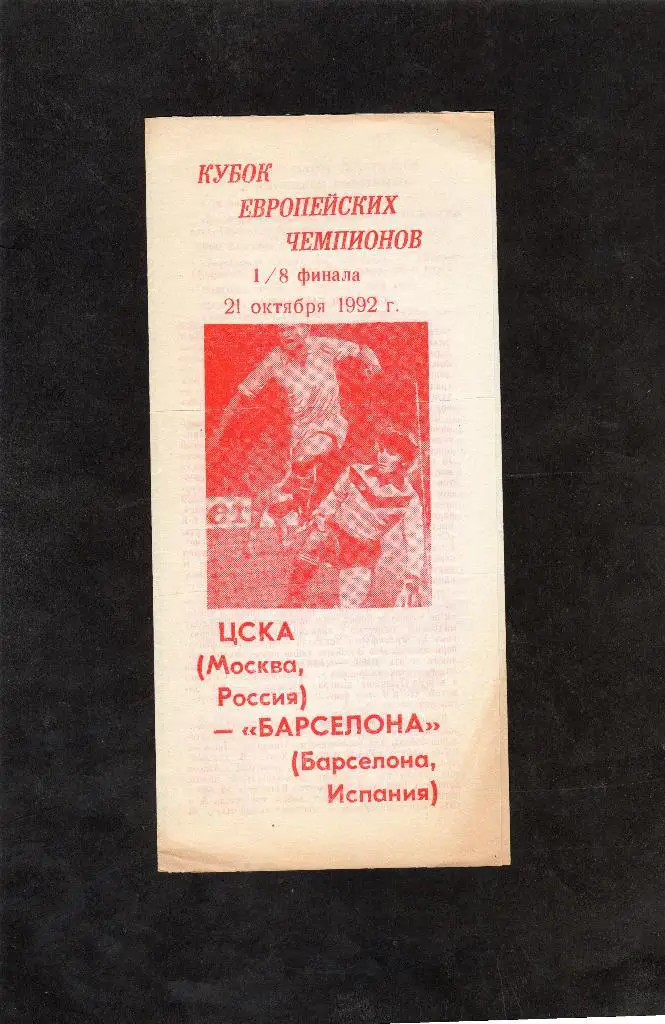 КУБОК
ЕВРОПЕЙСКИХ
ЧЕМПИОНОВ
1/8 финала
21 октября 1992 г.
ЦСКА
(Москва,
Россия)
— «БАРСЕЛОНА»
(Барселона,
Испания)